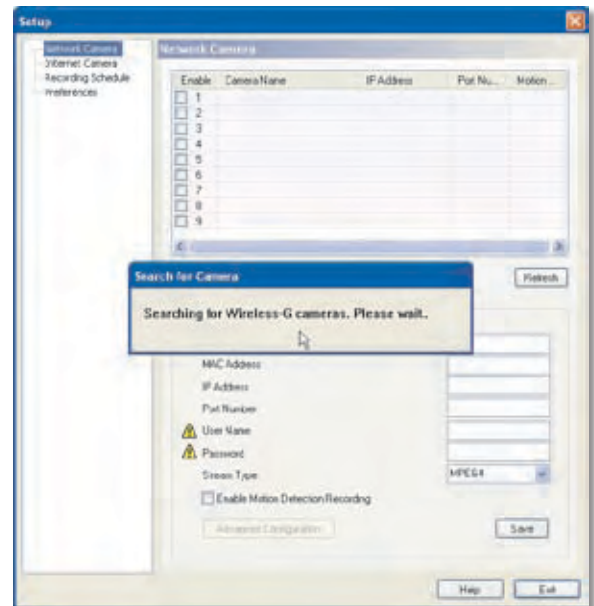 Setup
Network Camera
Internet Camera
Recording Schedule
Preferences
Network Camera
Enable Camera Name IP Address Port Nu... Motion ...
1
2
3
4
5
6
7
8
9
Refresh
Search for Camera
Searching for Wireless-G cameras. Please wait..
MAC Address
IP Address
Port Number
User Name
Password
Stream Type
MPEG4
Enable Motion Detection Recording
Advanced Configuration
Save
Help
Exit